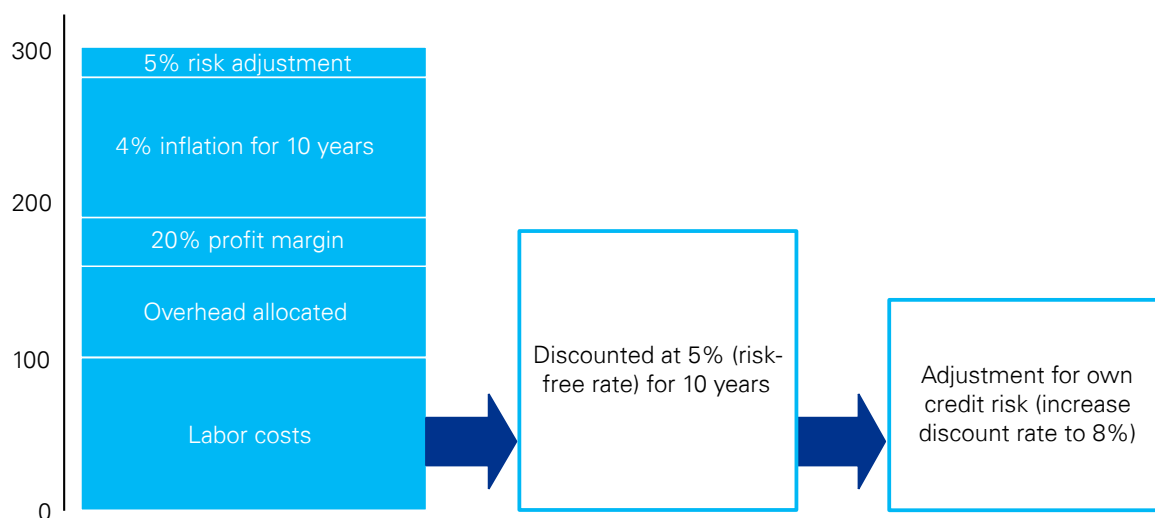 300
200
100
0
5% risk adjustment
4% inflation for 10 years
20% profit margin
Overhead allocated
Labor costs
Discounted at 5% (risk-
free rate) for 10 years
Adjustment for own
credit risk (increase
discount rate to 8%)